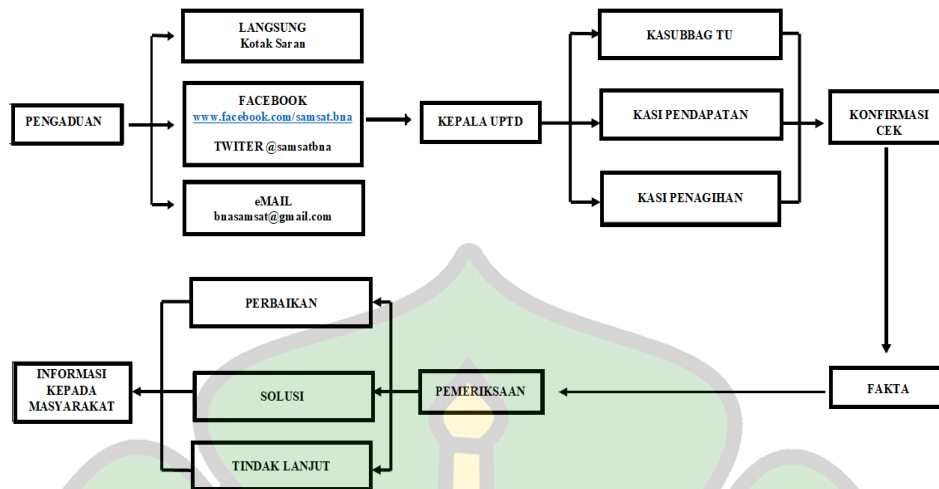 PENGADUAN
LANGSUNG
Kotak Saran
FACEBOOK
www.facebook.com/samsat.bna
TWITER @samsatbna
eMAIL
bnasamsat@gmail.com
KEPALA UPTD
KASUBBAG TU
KASI PENDAPATAN
KASI PENAGIHAN
KONFIRMASI
CEK
FAKTA
PEMERIKSAAN
PERBAIKAN
SOLUSI
TINDAK LANJUT
INFORMASI
KEPADA
MASYARAKAT